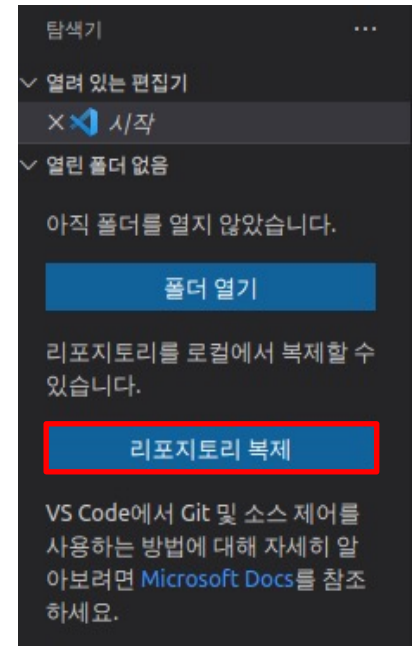 탐색기 ...
열려 있는 편집기
시작
열린 폴더 없음
아직 폴더를 열지 않았습니다.
폴더 열기
리포지토리를 로컬에서 복제할 수
있습니다.
리포지토리 복제
VS Code에서 Git 및 소스 제어를
사용하는 방법에 대해 자세히 알
아보려면 Microsoft Docs를 참조
하세요.